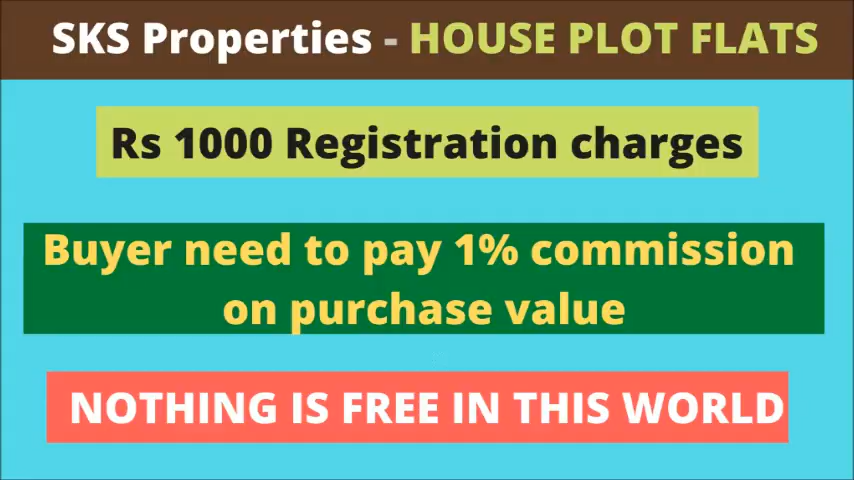 SKS Properties - HOUSE PLOT FLATS
Rs 1000 Registration charges
Buyer need to pay 1% commission
on purchase value
NOTHING IS FREE IN THIS WORLD